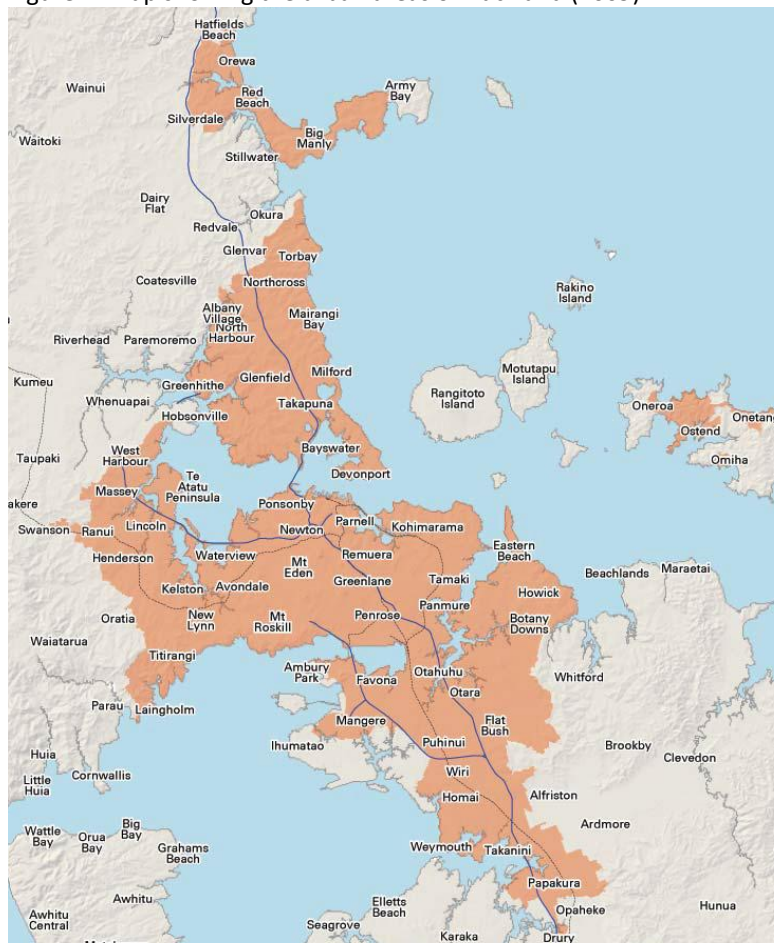 Hatfields
Beach
Orewa
Wainui
Army
Bay
Red
Beach
Silverdale
Big
Manly
Waitoki
Stillwater
Dairy
Flat
Okura
Redvale
Glenvar
Torbay
Coatesville
Northcross
Rakino
Island
Albany
Village
North
Harbour
Mairangi
Bay
Riverhead
Paremoremo
Motutapu
Island
Kumeu
Greenhithe
Glenfield
Milford
Rangitoto
Island
Whenuapai
Takapuna
Oneroa
Onetang
Hobsonville
Ostend
Bayswater
West
Harbour
Taupaki
Omiha
Te
Atatu
Peninsula
Devonport
Massey
akere
Ponsonby
Lincoln
Parnell
Kohimarama
Swanson
Ranui
Newton
Henderson
Waterview
Remuera
Eastern
Beach
Mt
Eden
Maraetai
Beachlands
Kelston
Avondale
Greenlane
Tamaki
Howick
Oratia
New
Lynn
Mt
Roskill
Penrose
Panmure
Botany
Downs
Waiatarua
Titirangi
Ambury
Park
Favona
Otahuhu
Whitford
Otara
Parau
Laingholm
Mangere
Flat
Bush
Ihumatao
Puhinui
Brookby
Huia
Clevedon
Little
Huia
Cornwallis
Wiri
Homai
Alfriston
Wattle
Bay
Orua
Bay
Big
Bay
Ardmore
Grahams
Beach
Weymouth
Takanini
Papakura
Awhitu
Elletts
Beach
Opaheke
Hunua
Awhitu
Central
Seagrove
Karaka
Drury